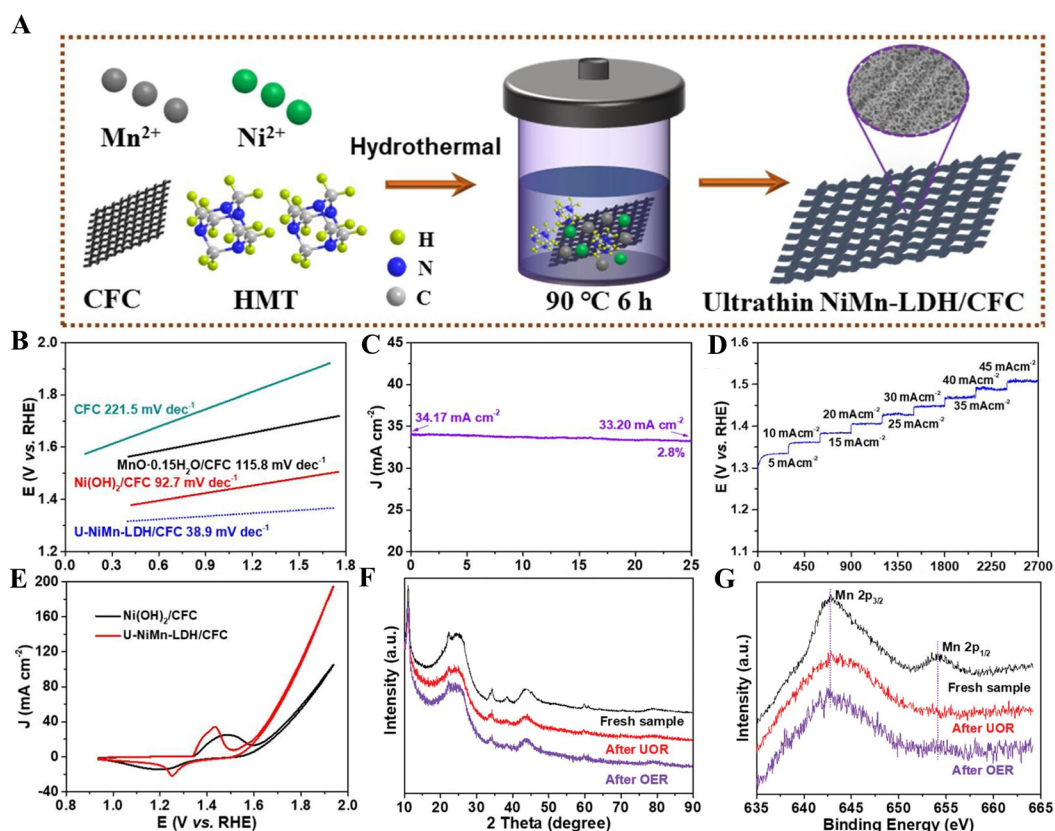 A
Mn2+
Ni2+
Hydrothermal
H
N
C
CFC
HMT
90 °C 6 h
Ultrathin NiMn-LDH/CFC
B
E (V vs. RHE)
2.0
1.8
1.6
1.4
1.2
CFC 221.5 mV dec-1
MnO·0.15H2O/CFC 115.8 mV dec-1
Ni(OH)2/CFC 92.7 mV dec-1
U-NiMn-LDH/CFC 38.9 mV dec-1
0.0 0.3 0.6 0.9 1.2 1.5 1.8
C
J (mA cm-2)
45
40
35
30
25
34.17 mA cm-2
33.20 mA cm-2
2.8%
0 5 10 15 20 25
D
E (V vs. RHE)
1.6
1.5
1.4
1.3
1.2
1.1
5 mAcm-2
10 mAcm-2
15 mAcm-2
20 mAcm-2
25 mAcm-2
30 mAcm-2
35 mAcm-2
40 mAcm-2
45 mAcm-2
0 450 900 1350 1800 2250 2700
E
J (mA cm-2)
200
160
120
80
40
0
-40
Ni(OH)2/CFC
U-NiMn-LDH/CFC
0.8 1.0 1.2 1.4 1.6 1.8 2.0
E (V vs. RHE)
F
Intensity (a.u.)
Fresh sample
After UOR
After OER
10 20 30 40 50 60 70 80 90
2 Theta (degree)
G
Intensity (a.u.)
Mn 2p3/2
Mn 2p1/2
Fresh sample
After UOR
After OER
635 640 645 650 655 660 665
Binding Energy (eV)